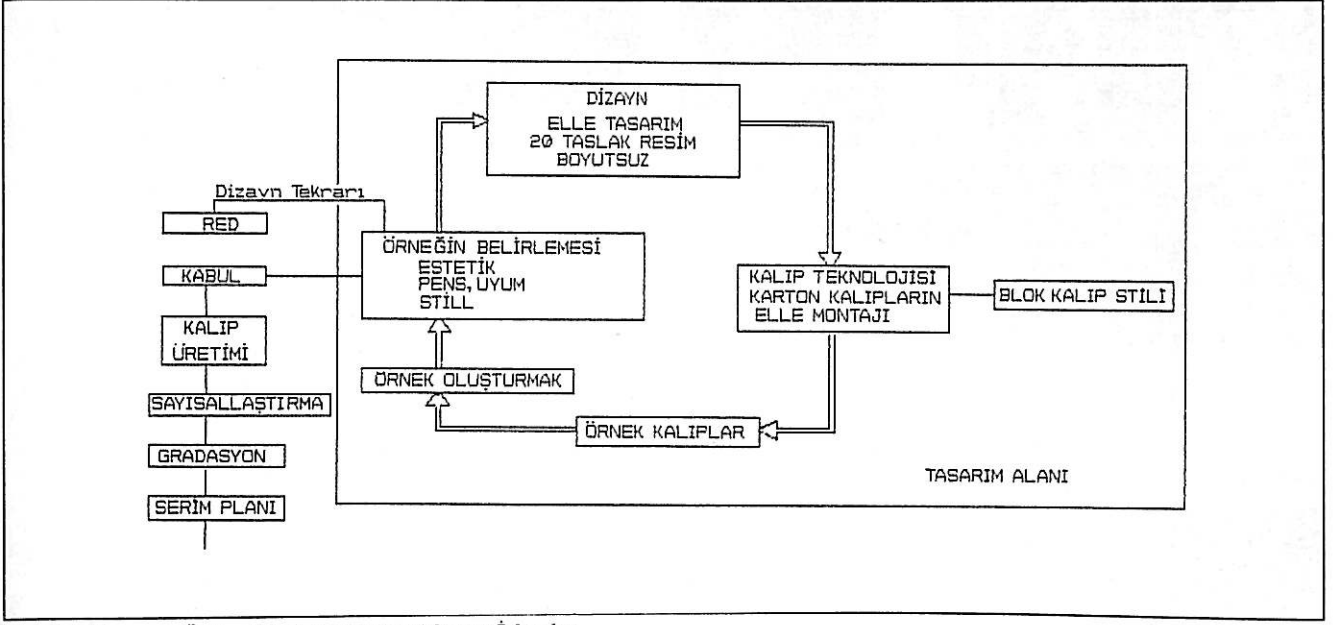 DİZAYN
ELLE TASARIM
20 TASLAK RESİM
BOYUTSUZ
Dizayn Tekrarı
RED
ÖRNEĞİN BELİRLEMESİ
ESTETİK
PENS, UYUM
STİLL
KABUL
KALIP TEKNOLOJİSİ
KARTON KALIPLARIN
ELLE MONTAJI
BLOK KALIP STİLİ
KALIP
ÜRETİMİ
ÖRNEK OLUŞTURMAK
SAYISALLAŞTIRMA
ÖRNEK KALIPLAR
GRADASYON
TASARIM ALANI
SERİM PLANI